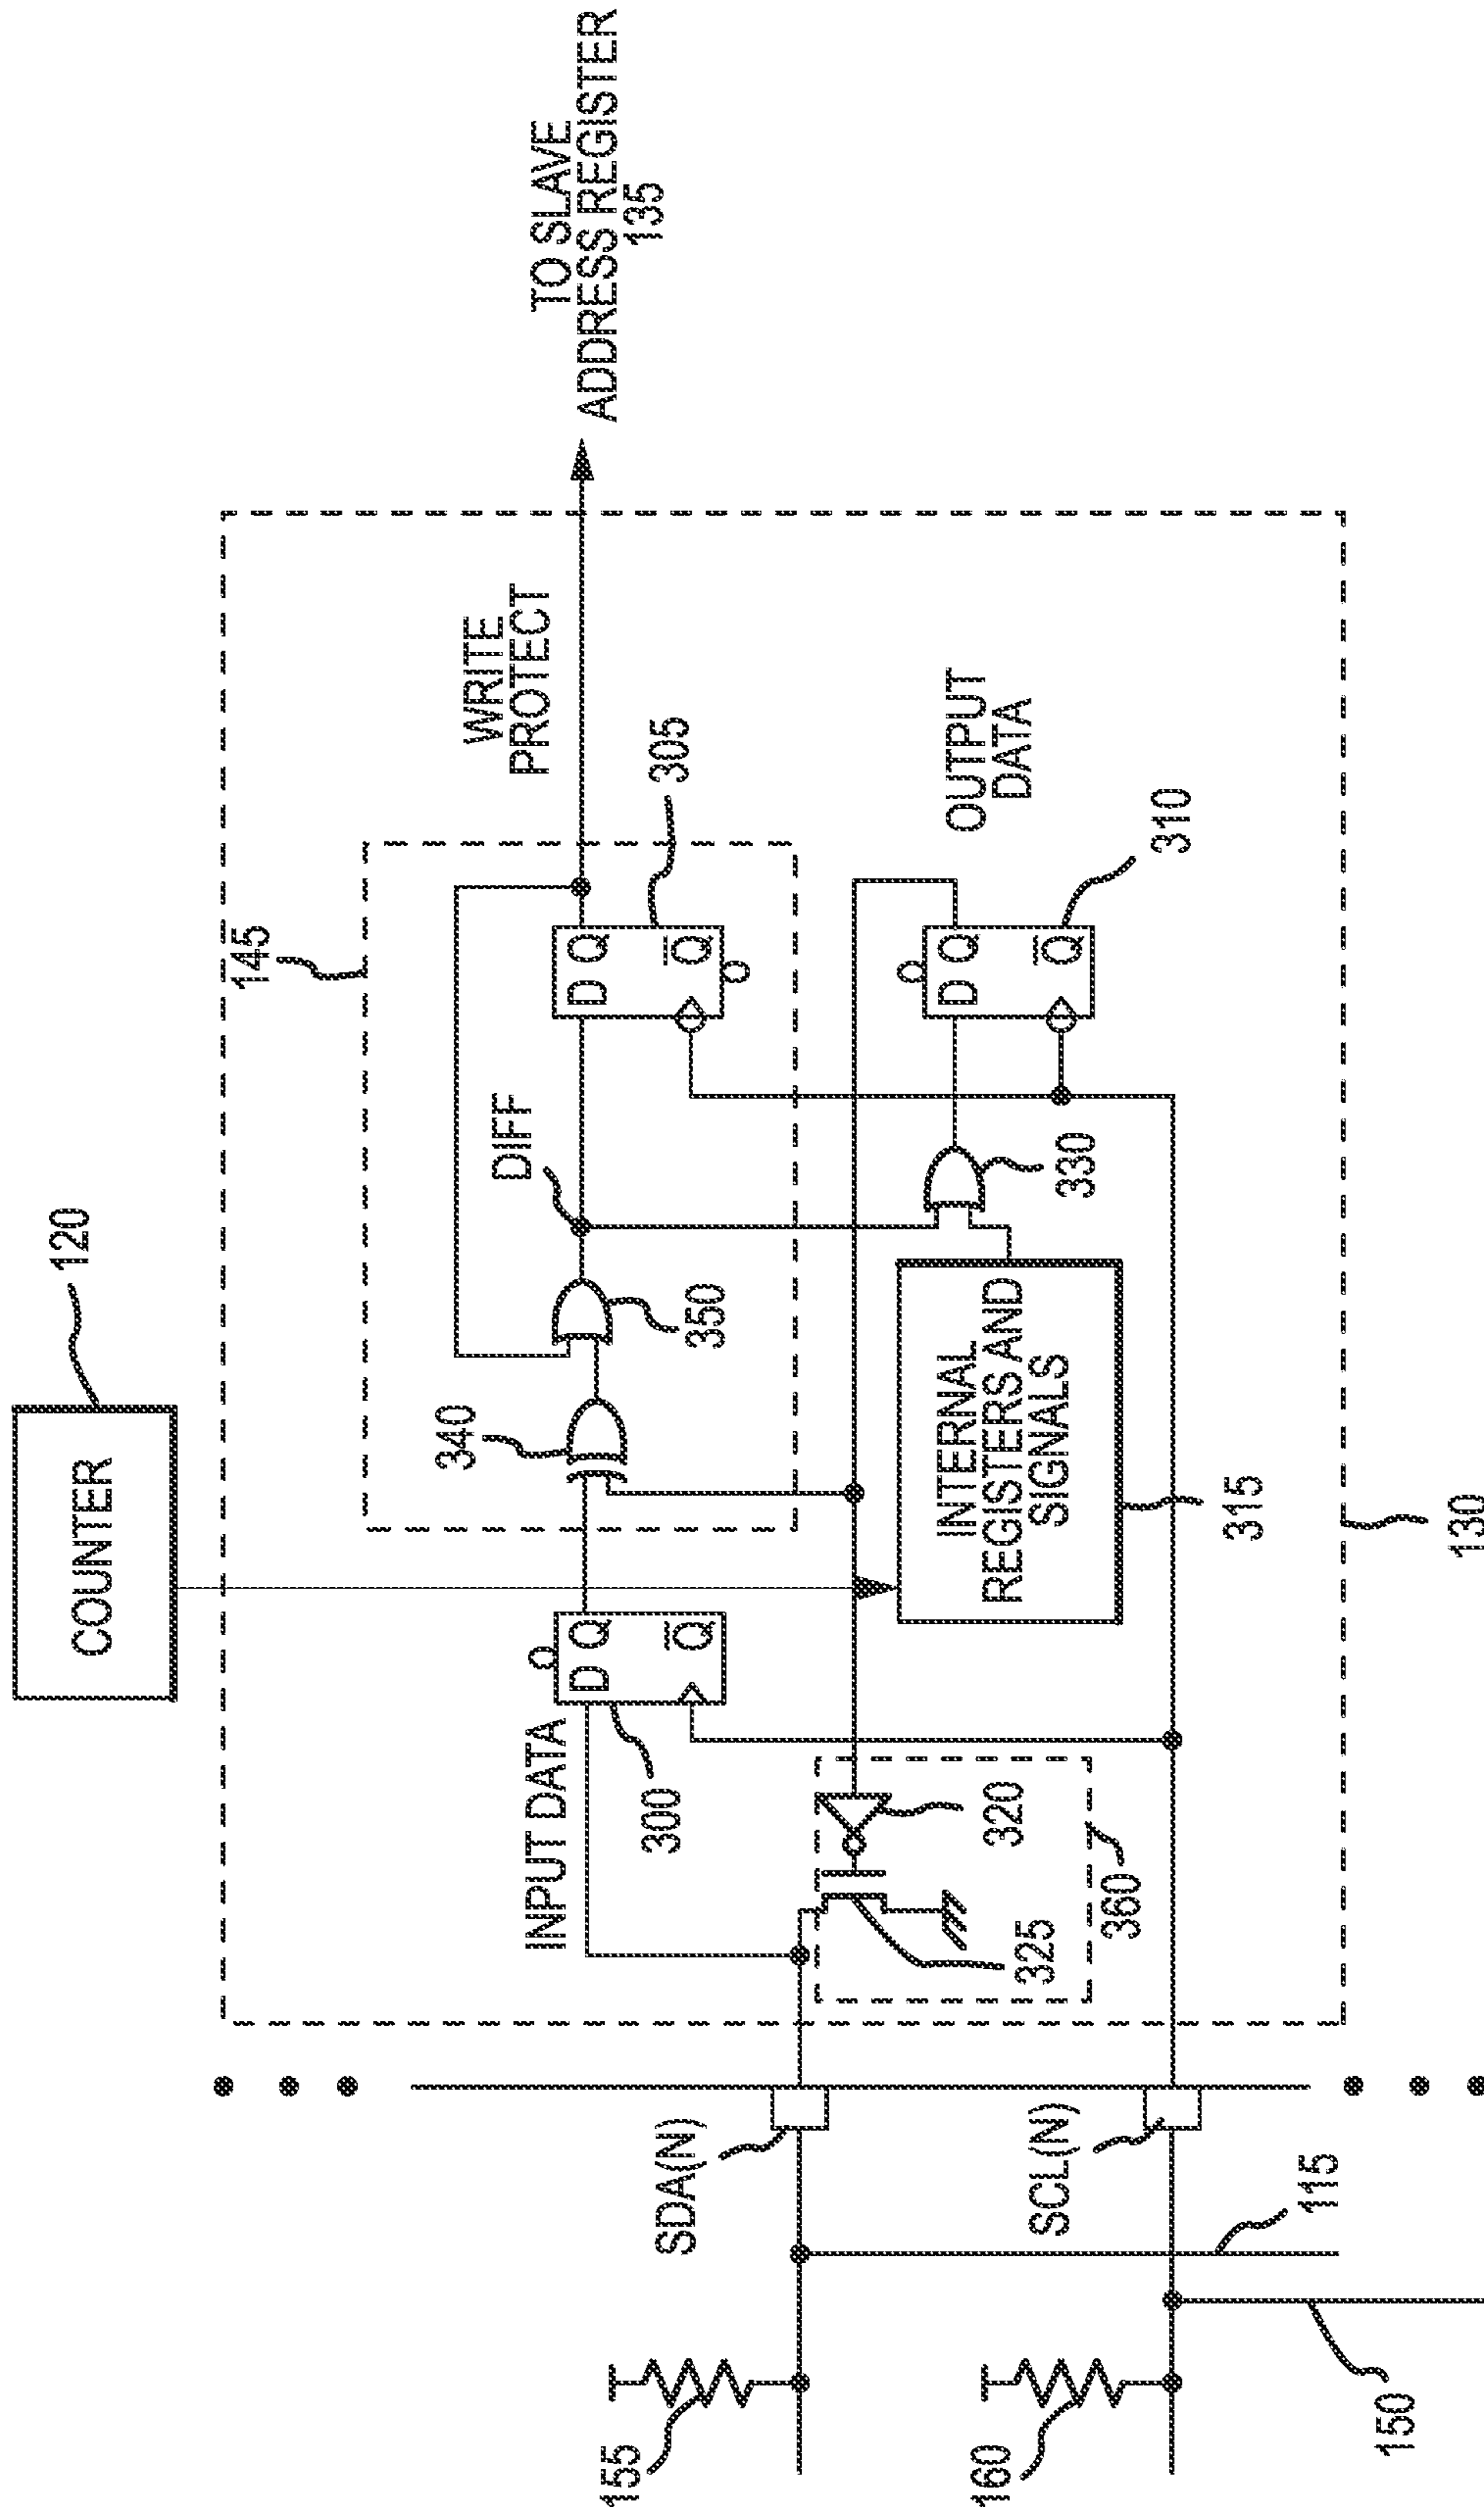 COUNTER
120
145
340
DIFF
WRITE
PROTECT
TO SLAVE
ADDRESS REGISTER
135
INPUT DATA
D Q
Q̅
300
350
D Q
Q̅
305
155
SDA(N)
320
325
360
INTERNAL
REGISTERS AND
SIGNALS
315
330
D Q
Q̅
310
OUTPUT
DATA
160
SCL(N)
115
150
130